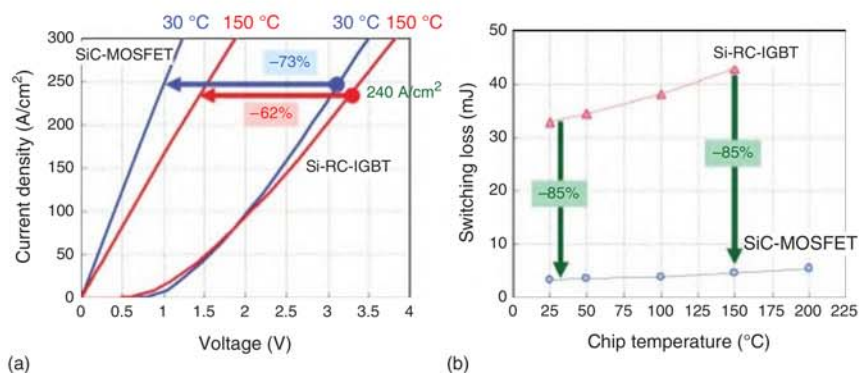 30 °C 150 °C
30 °C 150 °C
SiC-MOSFET
–73%
240 A/cm²
–62%
Si-RC-IGBT
Current density (A/cm²)
300
250
200
150
100
50
0
0 0.5 1 1.5 2 2.5 3 3.5 4
Voltage (V)
(a)
Si-RC-IGBT
–85%
–85%
SiC-MOSFET
Switching loss (mJ)
50
40
30
20
10
0
0 25 50 75 100 125 150 175 200 225
Chip temperature (°C)
(b)